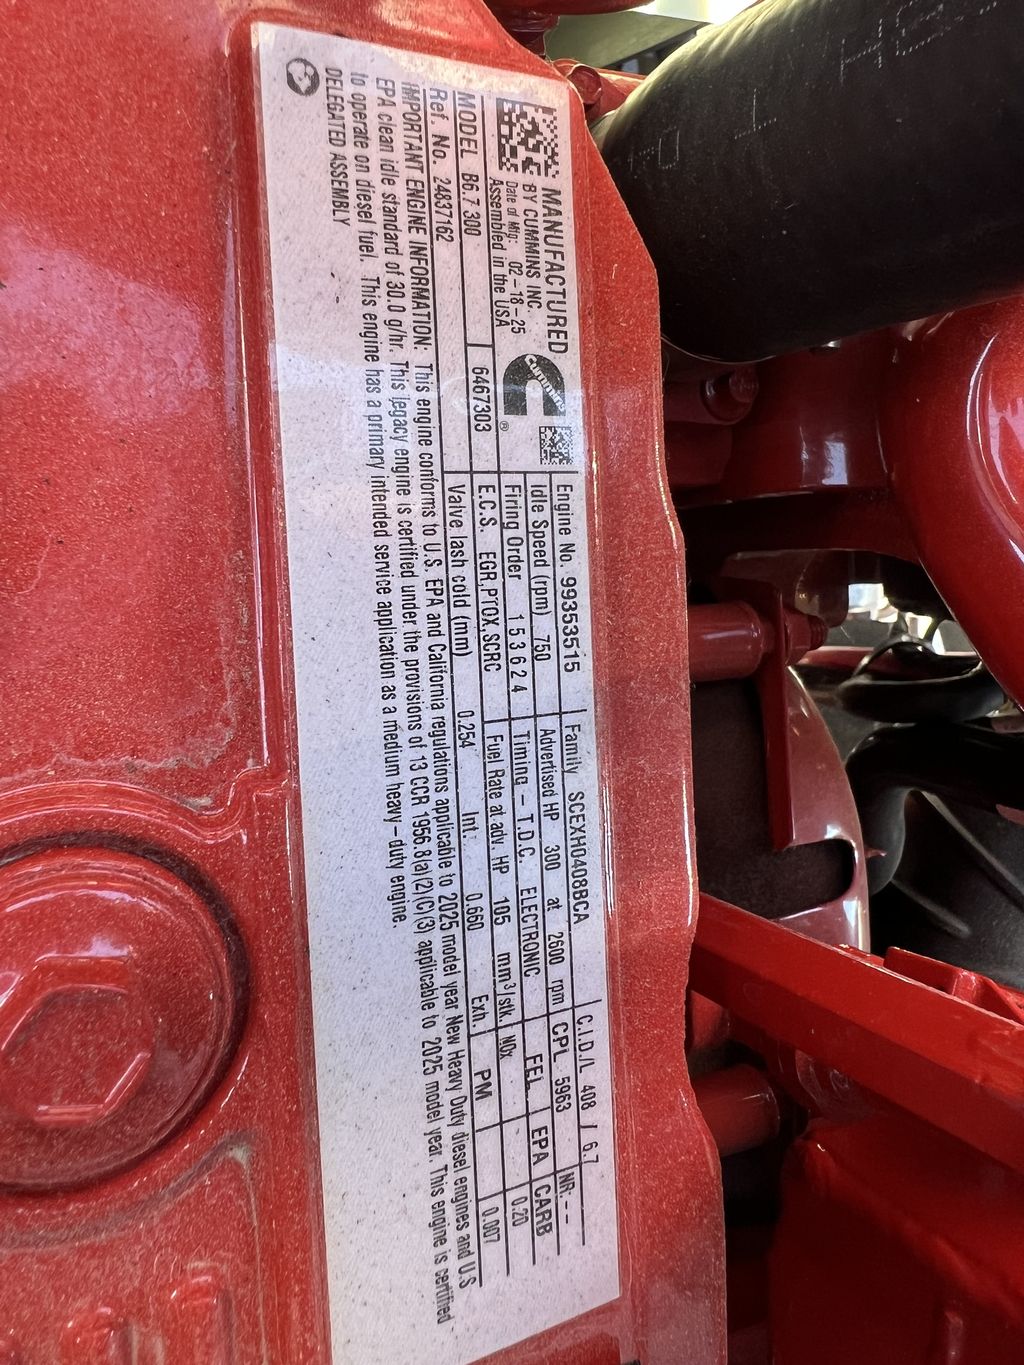 MANUFACTURED
BY CUMMINS INC.
Date of Mfg: 02-18-25
Assembled in the USA
Cummins ®
MODEL B6.7 300 6467303
Ref. No. 24837162
Engine No. 99353515 Family SCEXH0408BCA C.I.D./L 408 / 6.7
Idle Speed (rpm) 750 Advertised HP 300 at 2600 rpm CPL 5963 NR: --
Firing Order 1 5 3 6 2 4 Timing - T.D.C. ELECTRONIC FEL EPA CARB
E.C.S. EGR,PTOX,SCRC Fuel Rate at adv. HP 105 mm³/stk NOx 0.20
Valve lash cold (mm) 0.254 Int. 0.660 Exh. PM 0.007
IMPORTANT ENGINE INFORMATION: This engine conforms to U.S. EPA and California regulations applicable to 2025 model year New Heavy Duty diesel engines and U.S
EPA clean idle standard of 30.0 g/hr. This legacy engine is certified under the provisions of 13 CCR 1956.8(a)(2)(C)(3) applicable to 2025 model year. This engine is certified
to operate on diesel fuel. This engine has a primary intended service application as a medium heavy-duty engine.
DELEGATED ASSEMBLY